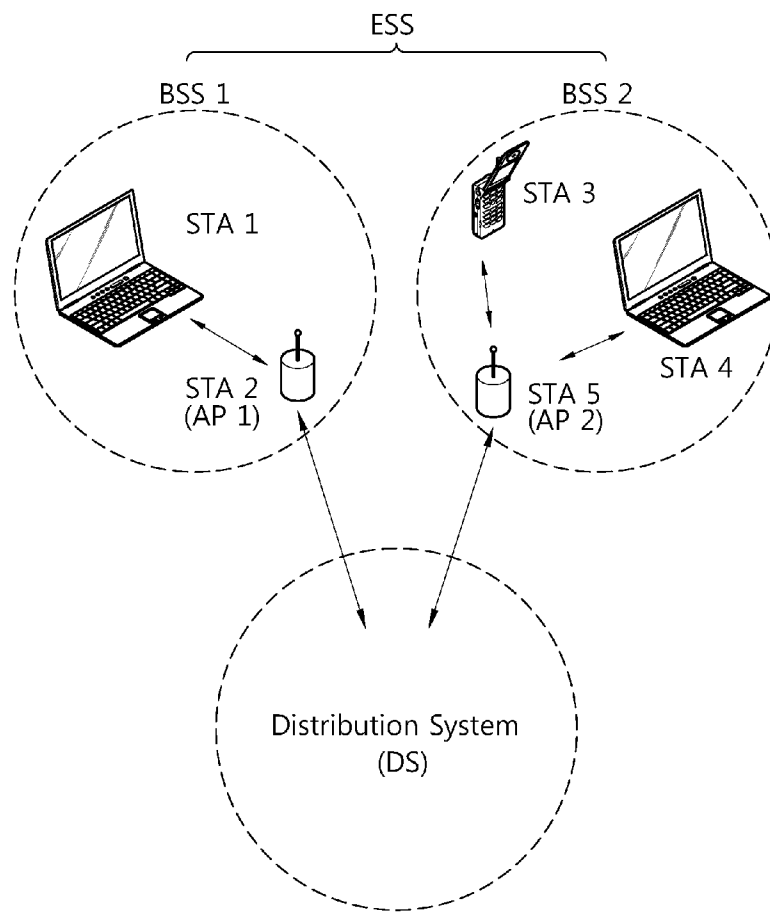 ESS
BSS 1
BSS 2
STA 1
STA 3
STA 2
(AP 1)
STA 4
STA 5
(AP 2)
Distribution System
(DS)